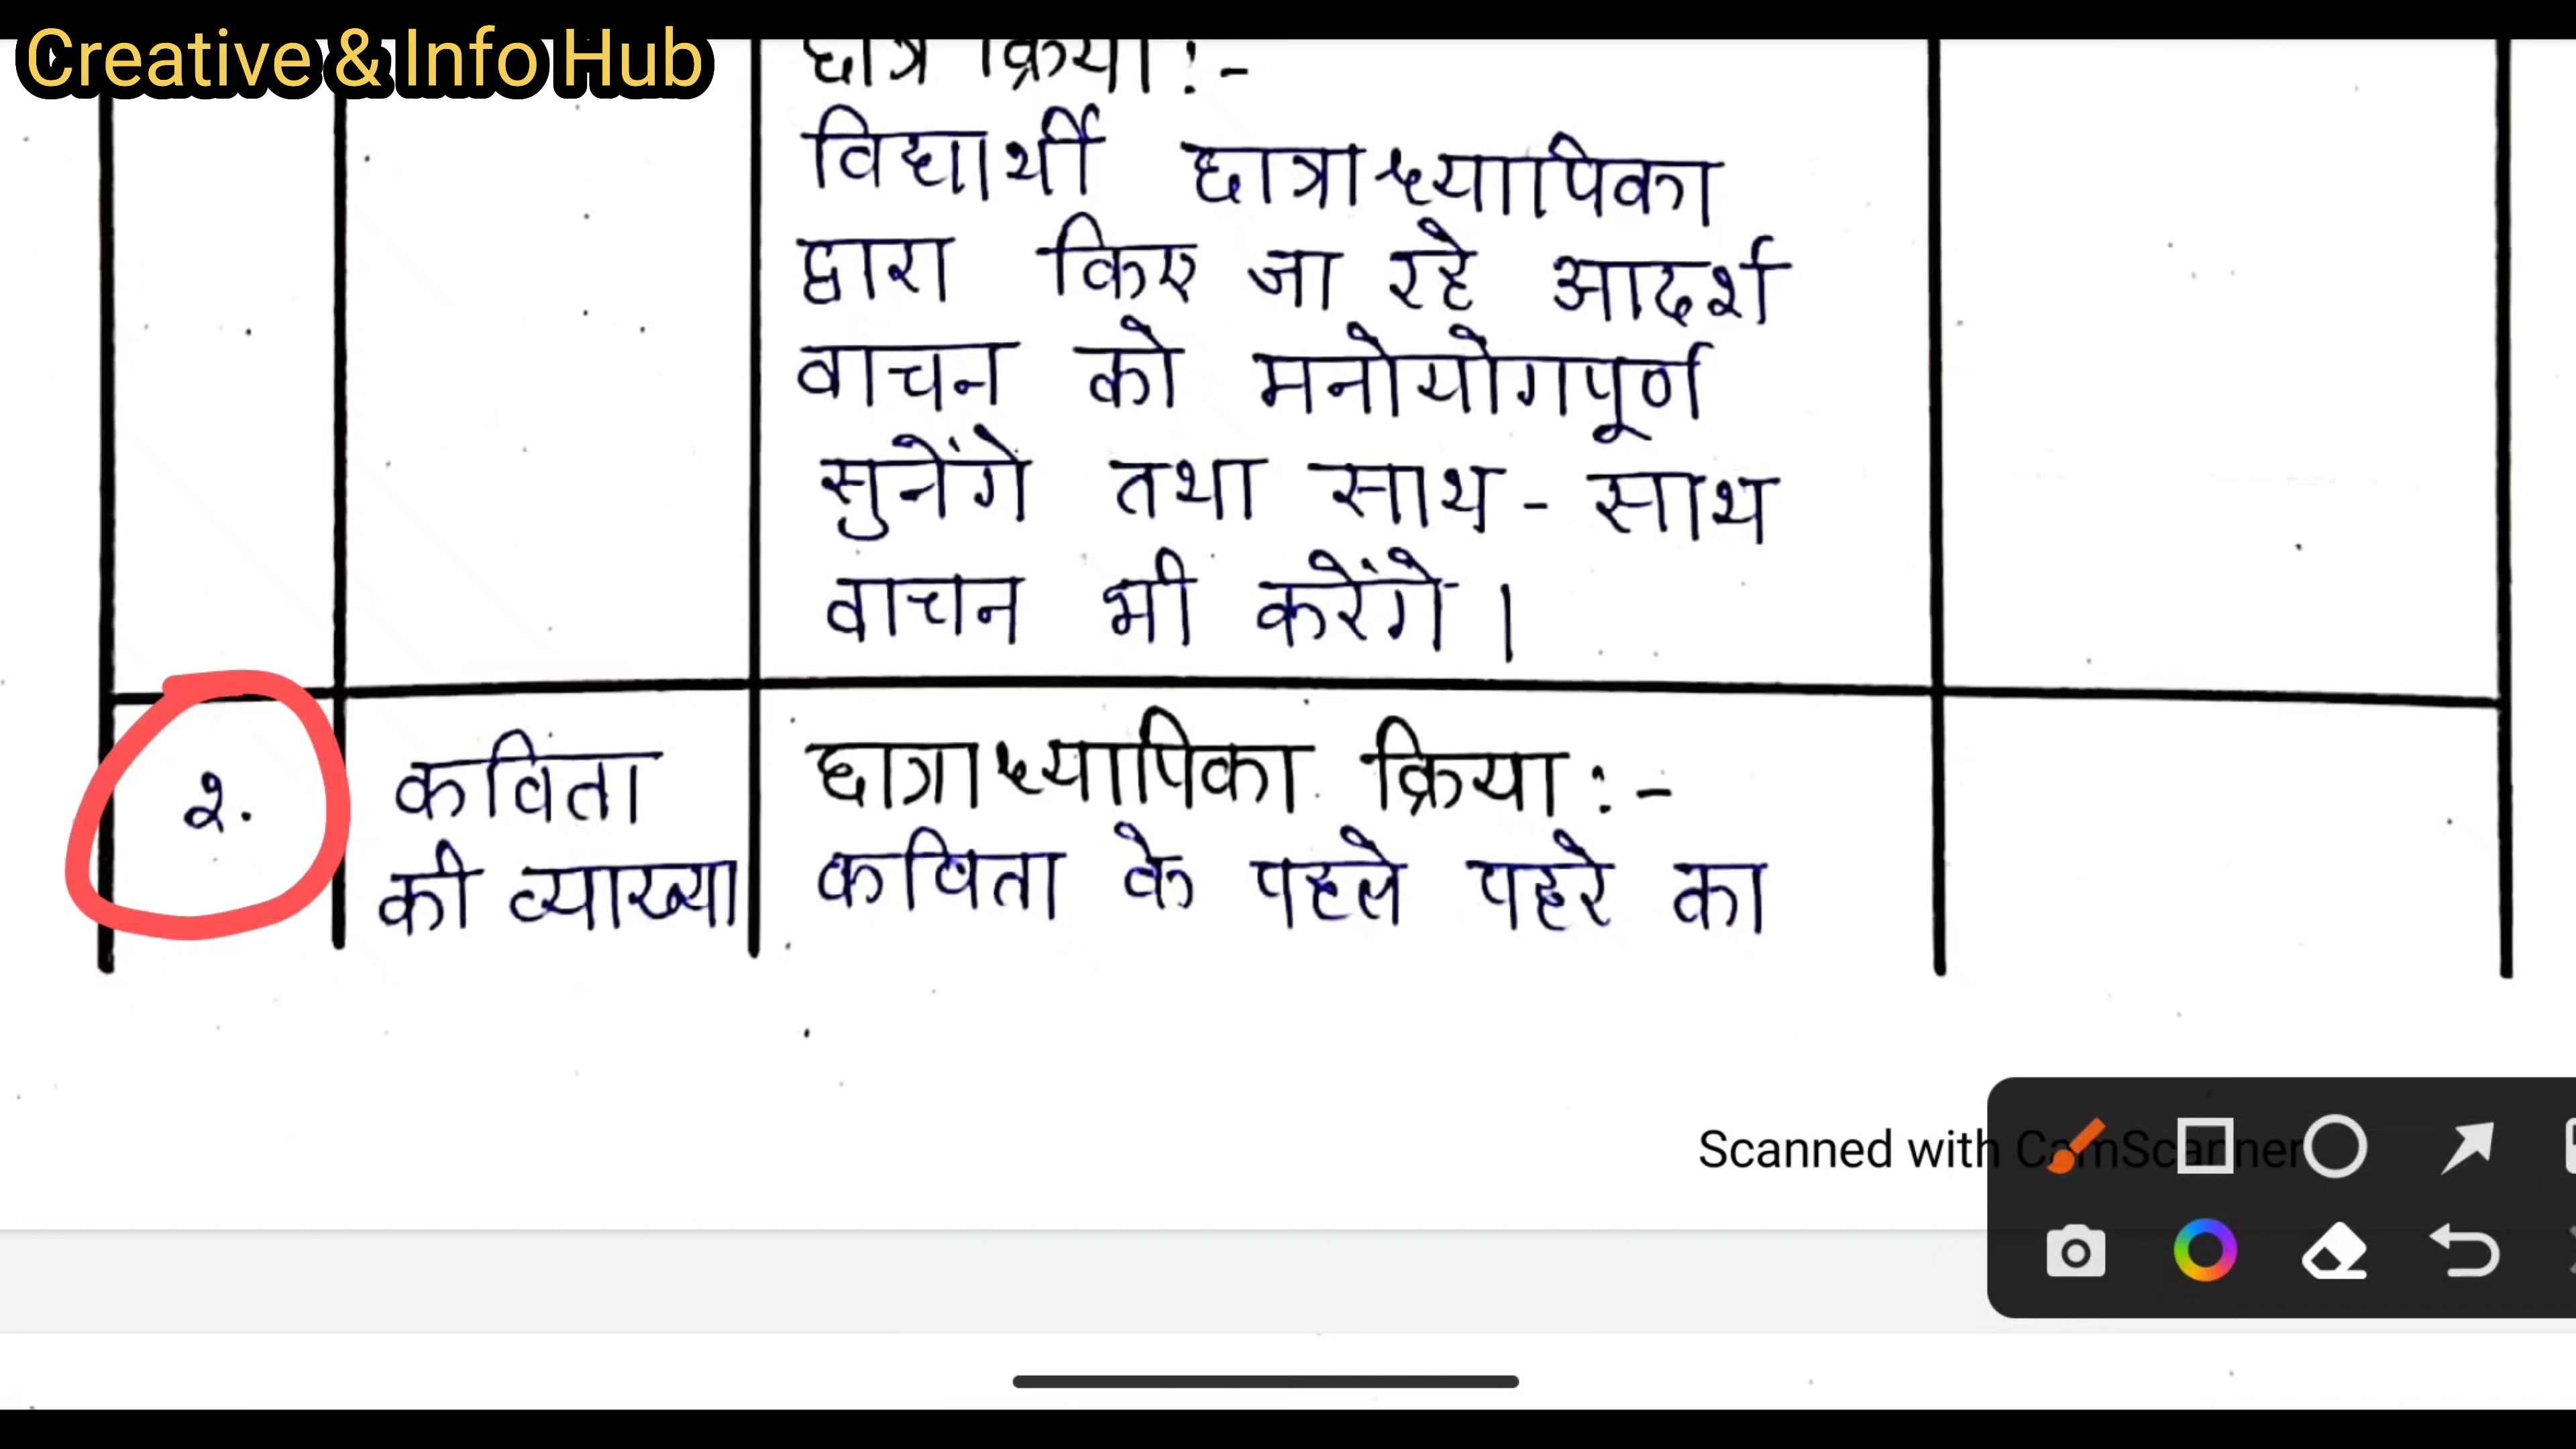 Creative & Info Hub
छात्र क्रिया :-
विद्यार्थी छात्राध्यापिका
द्वारा किए जा रहे आदर्श
वाचन को मनोयोगपूर्ण
सुनेंगे तथा साथ - साथ
वाचन भी करेंगे ।
२.
कविता
की व्याख्या
छात्राध्यापिका क्रिया :-
कविता के पहले पहरे का
Scanned with CamScanner